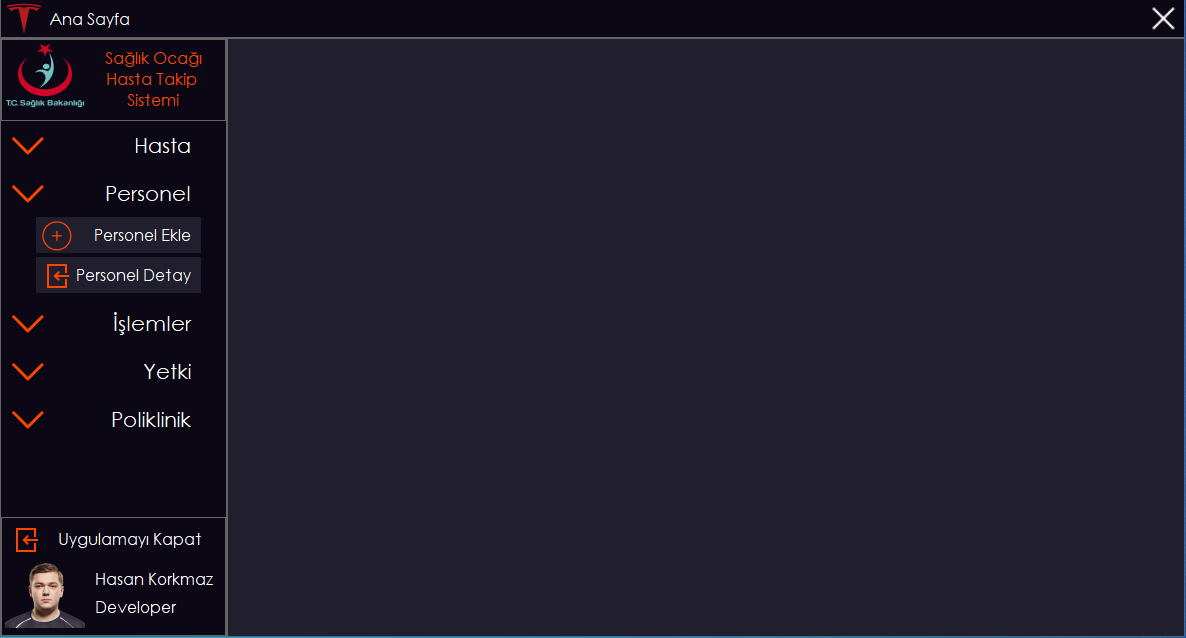 Ana Sayfa
Sağlık Ocağı
Hasta Takip
Sistemi
T.C. Sağlık Bakanlığı
Hasta
Personel
Personel Ekle
Personel Detay
İşlemler
Yetki
Poliklinik
Uygulamayı Kapat
Hasan Korkmaz
Developer